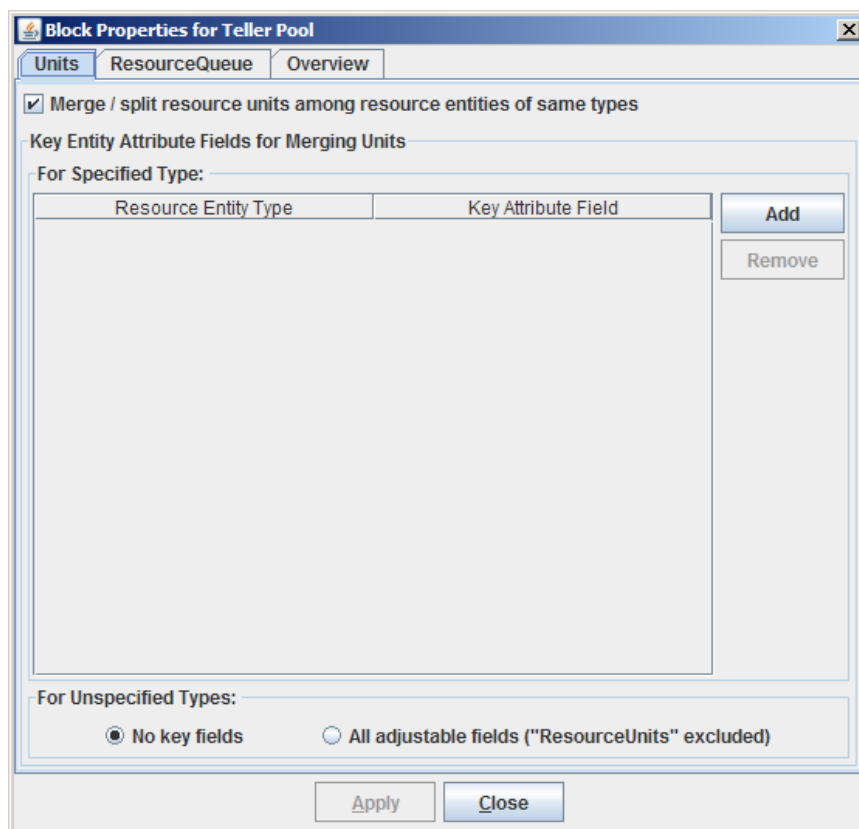 Block Properties for Teller Pool
Units ResourceQueue Overview
Merge / split resource units among resource entities of same types
Key Entity Attribute Fields for Merging Units
For Specified Type:
Resource Entity Type Key Attribute Field
Add
Remove
For Unspecified Types:
No key fields All adjustable fields ("ResourceUnits" excluded)
Apply Close